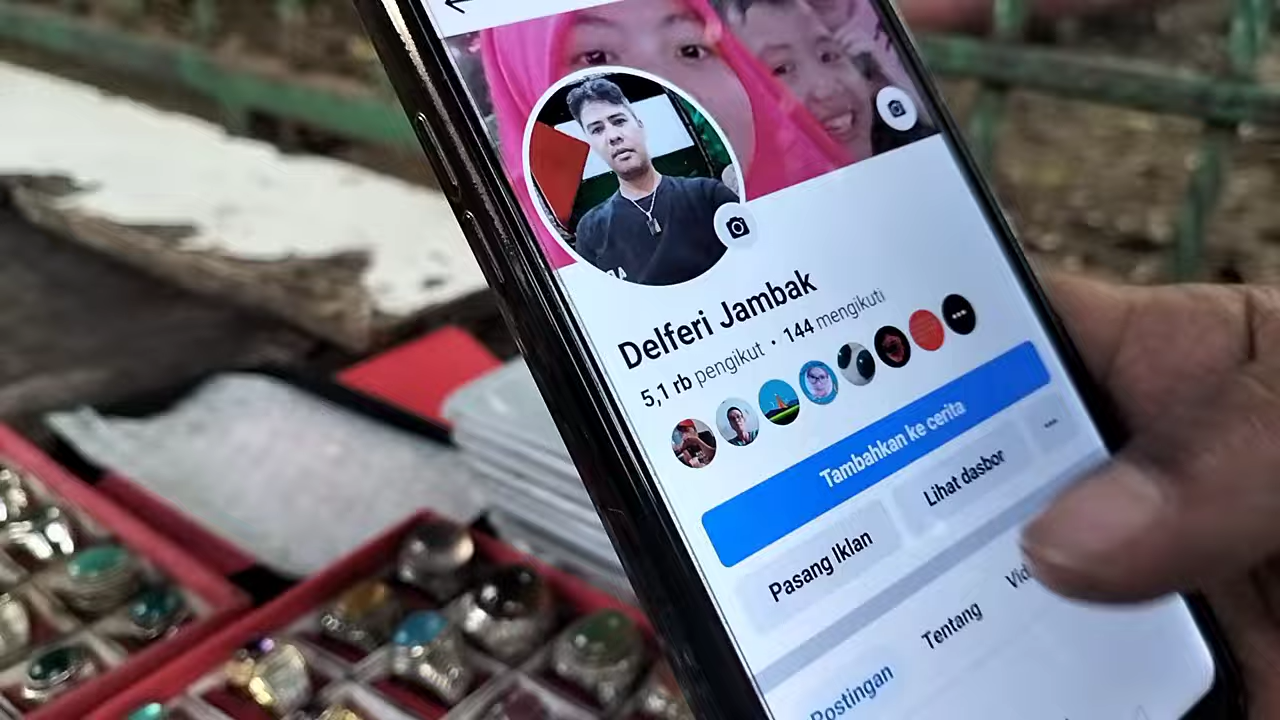 Delferi Jambak
5,1 rb pengikut • 144 mengikuti
Tambahkan ke cerita
Pasang Iklan
Lihat dasbor
Postingan
Tentang